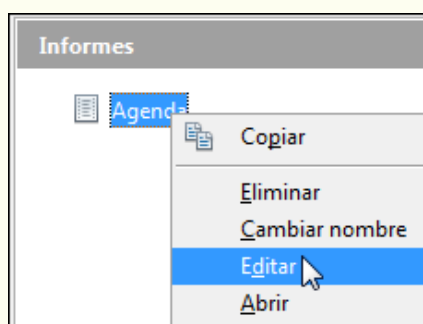 Informes
Agenda
Copiar
Eliminar
Cambiar nombre
Editar
Abrir